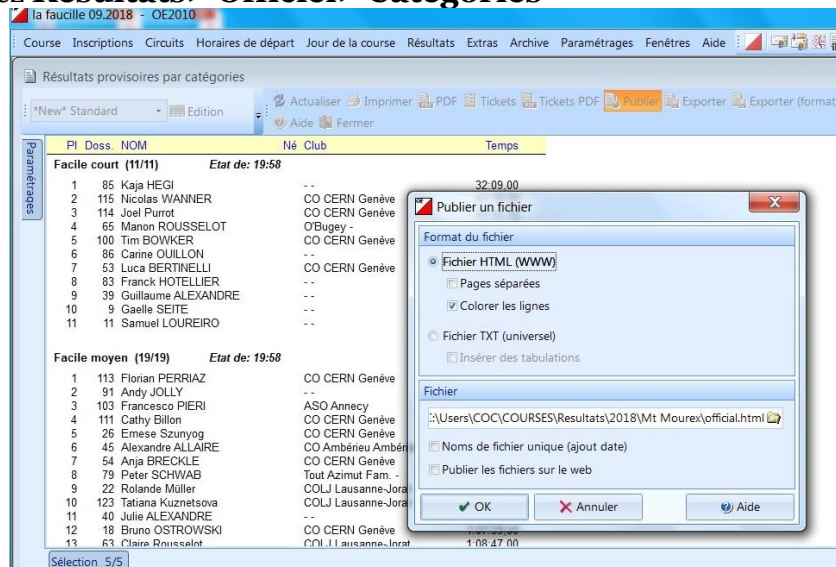 ez Résultats> Officiel> Catégories
la faucille 09.2018 - OE2010
Course Inscriptions Circuits Horaires de départ Jour de la course Résultats Extras Archive Paramétrages Fenêtres Aide
Résultats provisoires par catégories
*New* Standard Edition Actualiser Imprimer PDF Tickets Tickets PDF Publier Exporter Exporter (format
Aide Fermer
Paramétrages
Pl Doss. NOM Né Club Temps
Facile court (11/11) Etat de: 19:58
1 85 Kaja HEGI - - 32:09,00
2 115 Nicolas WANNER CO CERN Genève
3 114 Joel Purrot CO CERN Genève
4 65 Manon ROUSSELOT O'Bugey -
5 100 Tim BOWKER CO CERN Genève
6 86 Carine OUILLON - -
7 53 Luca BERTINELLI CO CERN Genève
8 83 Franck HOTELLIER - -
9 39 Guillaume ALEXANDRE - -
10 9 Gaelle SEITE - -
11 11 Samuel LOUREIRO - -
Facile moyen (19/19) Etat de: 19:58
1 113 Florian PERRIAZ CO CERN Genève
2 91 Andy JOLLY - -
3 103 Francesco PIERI ASO Annecy
4 111 Cathy Billon CO CERN Genève
5 26 Emese Szunyog CO CERN Genève
6 45 Alexandre ALLAIRE CO Ambérieu Ambéri
7 54 Anja BRECKLE CO CERN Genève
8 79 Peter SCHWAB Tout Azimut Fam. -
9 22 Rolande Müller COLJ Lausanne-Jorat
10 123 Tatiana Kuznetsova COLJ Lausanne-Jorat
11 40 Julie ALEXANDRE - -
12 18 Bruno OSTROWSKI CO CERN Genève
13 63 Claire Rousselot COLJ Lausanne-Jorat 1:08:47,00
Sélection 5/5
Publier un fichier
Format du fichier
Fichier HTML (WWW)
Pages séparées
Colorer les lignes
Fichier TXT (universel)
Insérer des tabulations
Fichier
:\Users\COC\COURSES\Resultats\2018\Mt Mourex\official.html
Noms de fichier unique (ajout date)
Publier les fichiers sur le web
OK Annuler Aide